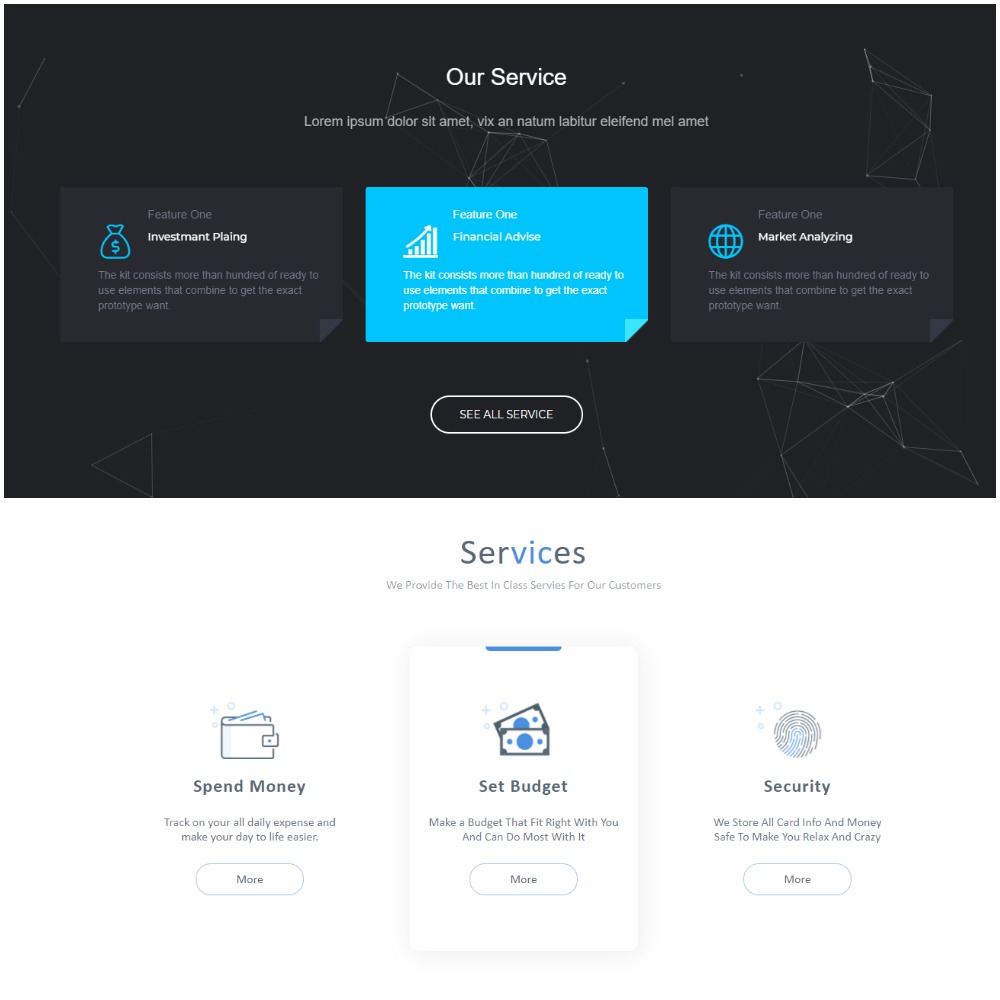 Our Service
Lorem ipsum dolor sit amet, vix an natum labitur eleifend mel amet
Feature One
Investmant Plaing
The kit consists more than hundred of ready to
use elements that combine to get the exact
prototype want.
Feature One
Financial Advise
The kit consists more than hundred of ready to
use elements that combine to get the exact
prototype want.
Feature One
Market Analyzing
The kit consists more than hundred of ready to
use elements that combine to get the exact
prototype want.
SEE ALL SERVICE
Services
We Provide The Best In Class Servies For Our Customers
Spend Money
Track on your all daily expense and
make your day to life easier.
More
Set Budget
Make a Budget That Fit Right With You
And Can Do Most With It
More
Security
We Store All Card Info And Money
Safe To Make You Relax And Crazy
More